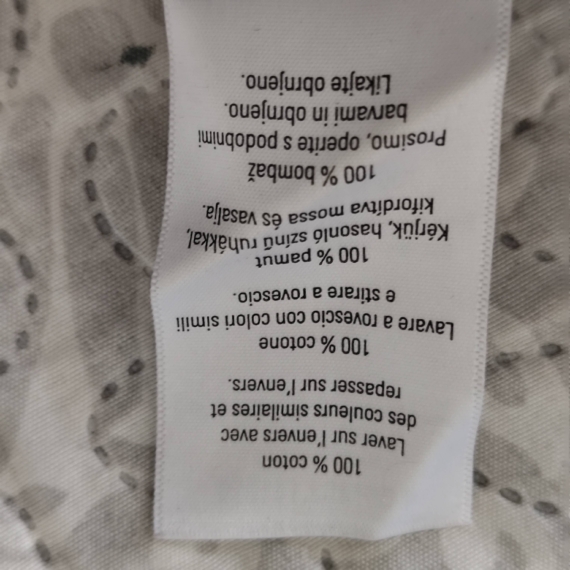 100 % coton
Laver sur l'envers avec
des couleurs similaires et
repasser sur l'envers.
100 % cotone
Lavare a rovescio con colori simili
e stirare a rovescio.
100 % pamut
Kérjük, hasonló színű ruhákkal,
kifordítva mossa és vasalja.
100 % bombaž
Prosimo, operite s podobnimi
barvami in obrnjeno.
Likajte obrnjeno.